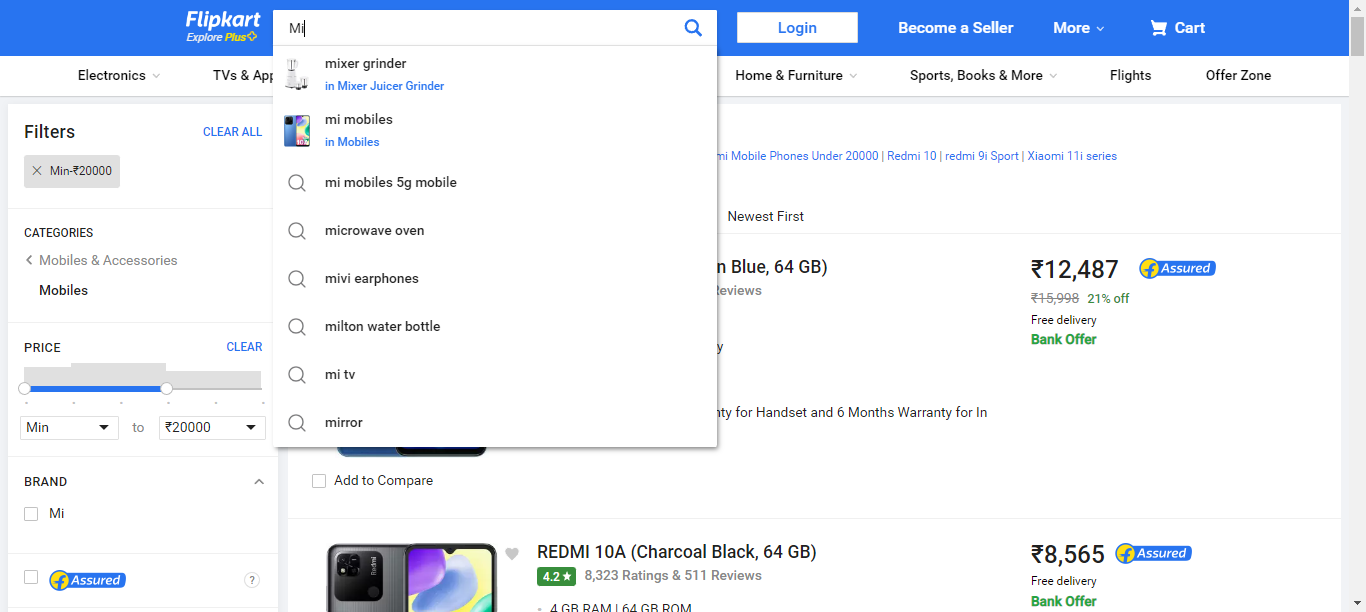 Flipkart
Explore Plus
Mi
Login
Become a Seller
More
Cart
Electronics
TVs & App
Home & Furniture
Sports, Books & More
Flights
Offer Zone
mixer grinder
in Mixer Juicer Grinder
mi mobiles
in Mobiles
mi mobiles 5g mobile
microwave oven
mivi earphones
milton water bottle
mi tv
mirror
Filters
CLEAR ALL
Min-₹20000
CATEGORIES
Mobiles & Accessories
Mobiles
PRICE
CLEAR
Min
to
₹20000
BRAND
Mi
Assured
?
mi Mobile Phones Under 20000 | Redmi 10 | redmi 9i Sport | Xiaomi 11i series
Newest First
n Blue, 64 GB)
Reviews
y
nty for Handset and 6 Months Warranty for In
₹12,487
Assured
₹15,998 21% off
Free delivery
Bank Offer
Add to Compare
REDMI 10A (Charcoal Black, 64 GB)
4.2 8,323 Ratings & 511 Reviews
4 GB RAM | 64 GB ROM
₹8,565
Assured
Free delivery
Bank Offer